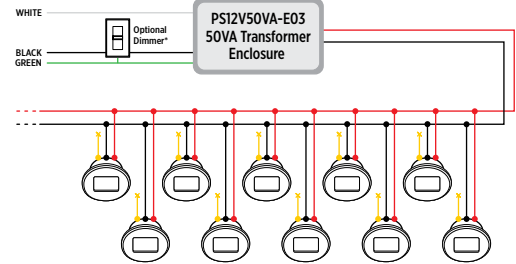 WHITE
Optional
Dimmer*
BLACK
GREEN
PS12V50VA-E03
50VA Transformer
Enclosure